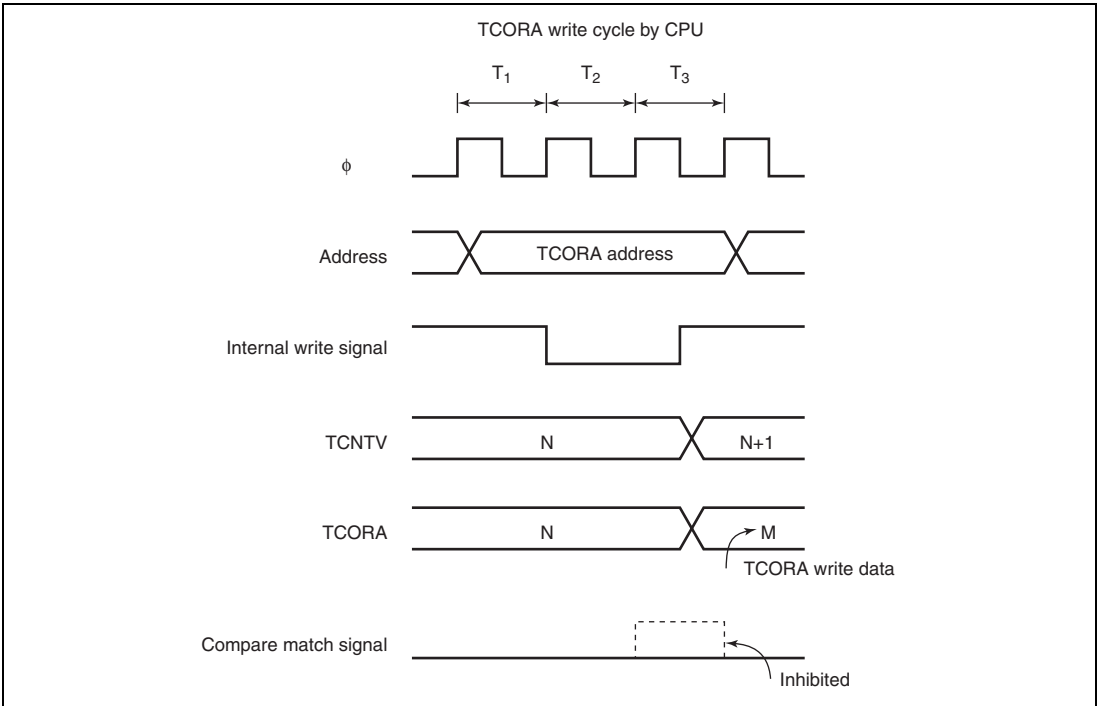 TCORA write cycle by CPU
T1 T2 T3
ϕ
Address TCORA address
Internal write signal
TCNTV N N+1
TCORA N M
TCORA write data
Compare match signal
Inhibited